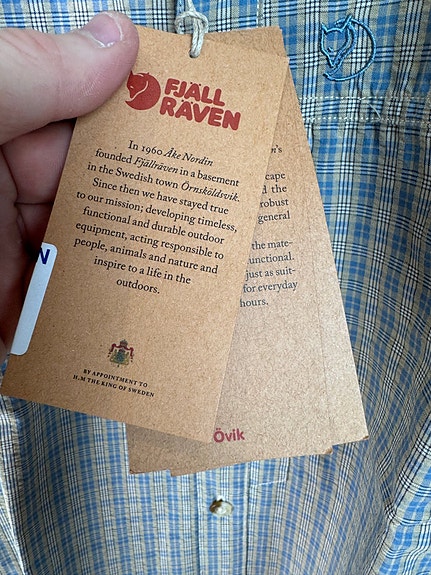 FJÄLL
RÄVEN
In 1960 Åke Nordin
founded Fjällräven in a basement
in the Swedish town Örnsköldsvik.
Since then we have stayed true
to our mission; developing timeless,
functional and durable outdoor
equipment, acting responsible to
people, animals and nature and
inspire to a life in the
outdoors.
BY APPOINTMENT TO
H.M THE KING OF SWEDEN
N
's
cape
the
robust
general
the mate-
functional.
just as suit-
for everyday
hours.
Övik